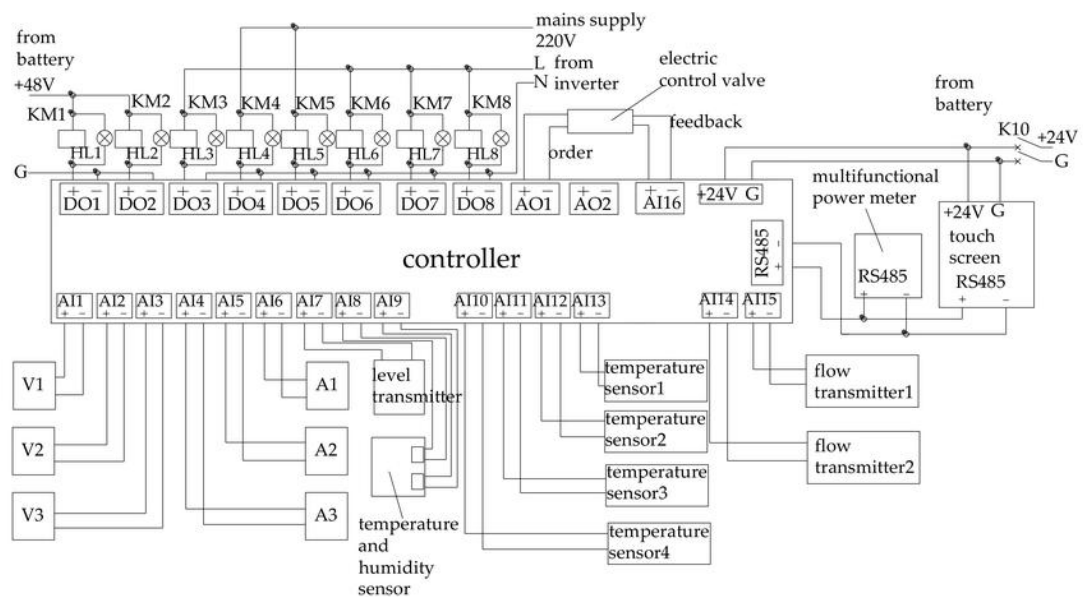 mains supply
220V
L from
N inverter
from
battery
+48V
electric
control valve
feedback
order
from
battery
K10
+24V
G
KM1
KM2
KM3
KM4
KM5
KM6
KM7
KM8
HL1
HL2
HL3
HL4
HL5
HL6
HL7
HL8
G
+ −
DO1
+ −
DO2
+ −
DO3
+ −
DO4
+ −
DO5
+ −
DO6
+ −
DO7
+ −
DO8
+ −
AO1
+ −
AO2
+ −
AI16
+24V G
multifunctional
power meter
RS485
− +
RS485
+ −
+24V G
touch
screen
RS485
+ −
controller
AI1
+ −
AI2
+ −
AI3
+ −
AI4
+ −
AI5
+ −
AI6
+ −
AI7
+ −
AI8
+ −
AI9
+ −
AI10
+ −
AI11
+ −
AI12
+ −
AI13
+ −
AI14
+ −
AI15
+ −
V1
V2
V3
A1
A2
A3
level
transmitter
temperature
and
humidity
sensor
temperature
sensor1
temperature
sensor2
temperature
sensor3
temperature
sensor4
flow
transmitter1
flow
transmitter2